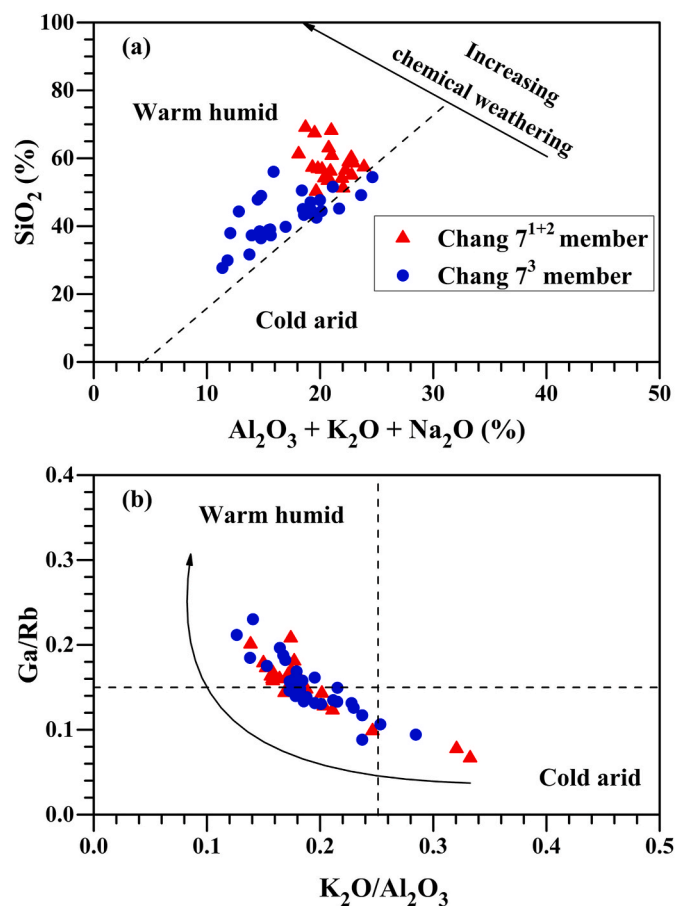 (a)
Increasing
chemical weathering
Warm humid
Cold arid
SiO₂ (%)
100
80
60
40
20
0
Chang 7¹⁺² member
Chang 7³ member
0 10 20 30 40 50
Al₂O₃ + K₂O + Na₂O (%)
(b)
Warm humid
Cold arid
Ga/Rb
0.4
0.3
0.2
0.1
0.0
0.0 0.1 0.2 0.3 0.4 0.5
K₂O/Al₂O₃